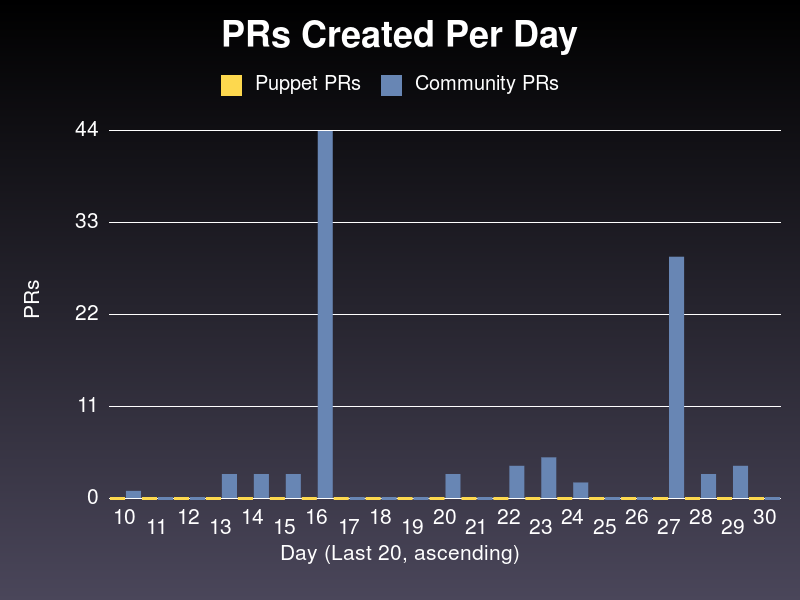 PRs Created Per Day
Puppet PRs Community PRs
44
33
22
11
0
PRs
10 11 12 13 14 15 16 17 18 19 20 21 22 23 24 25 26 27 28 29 30
Day (Last 20, ascending)